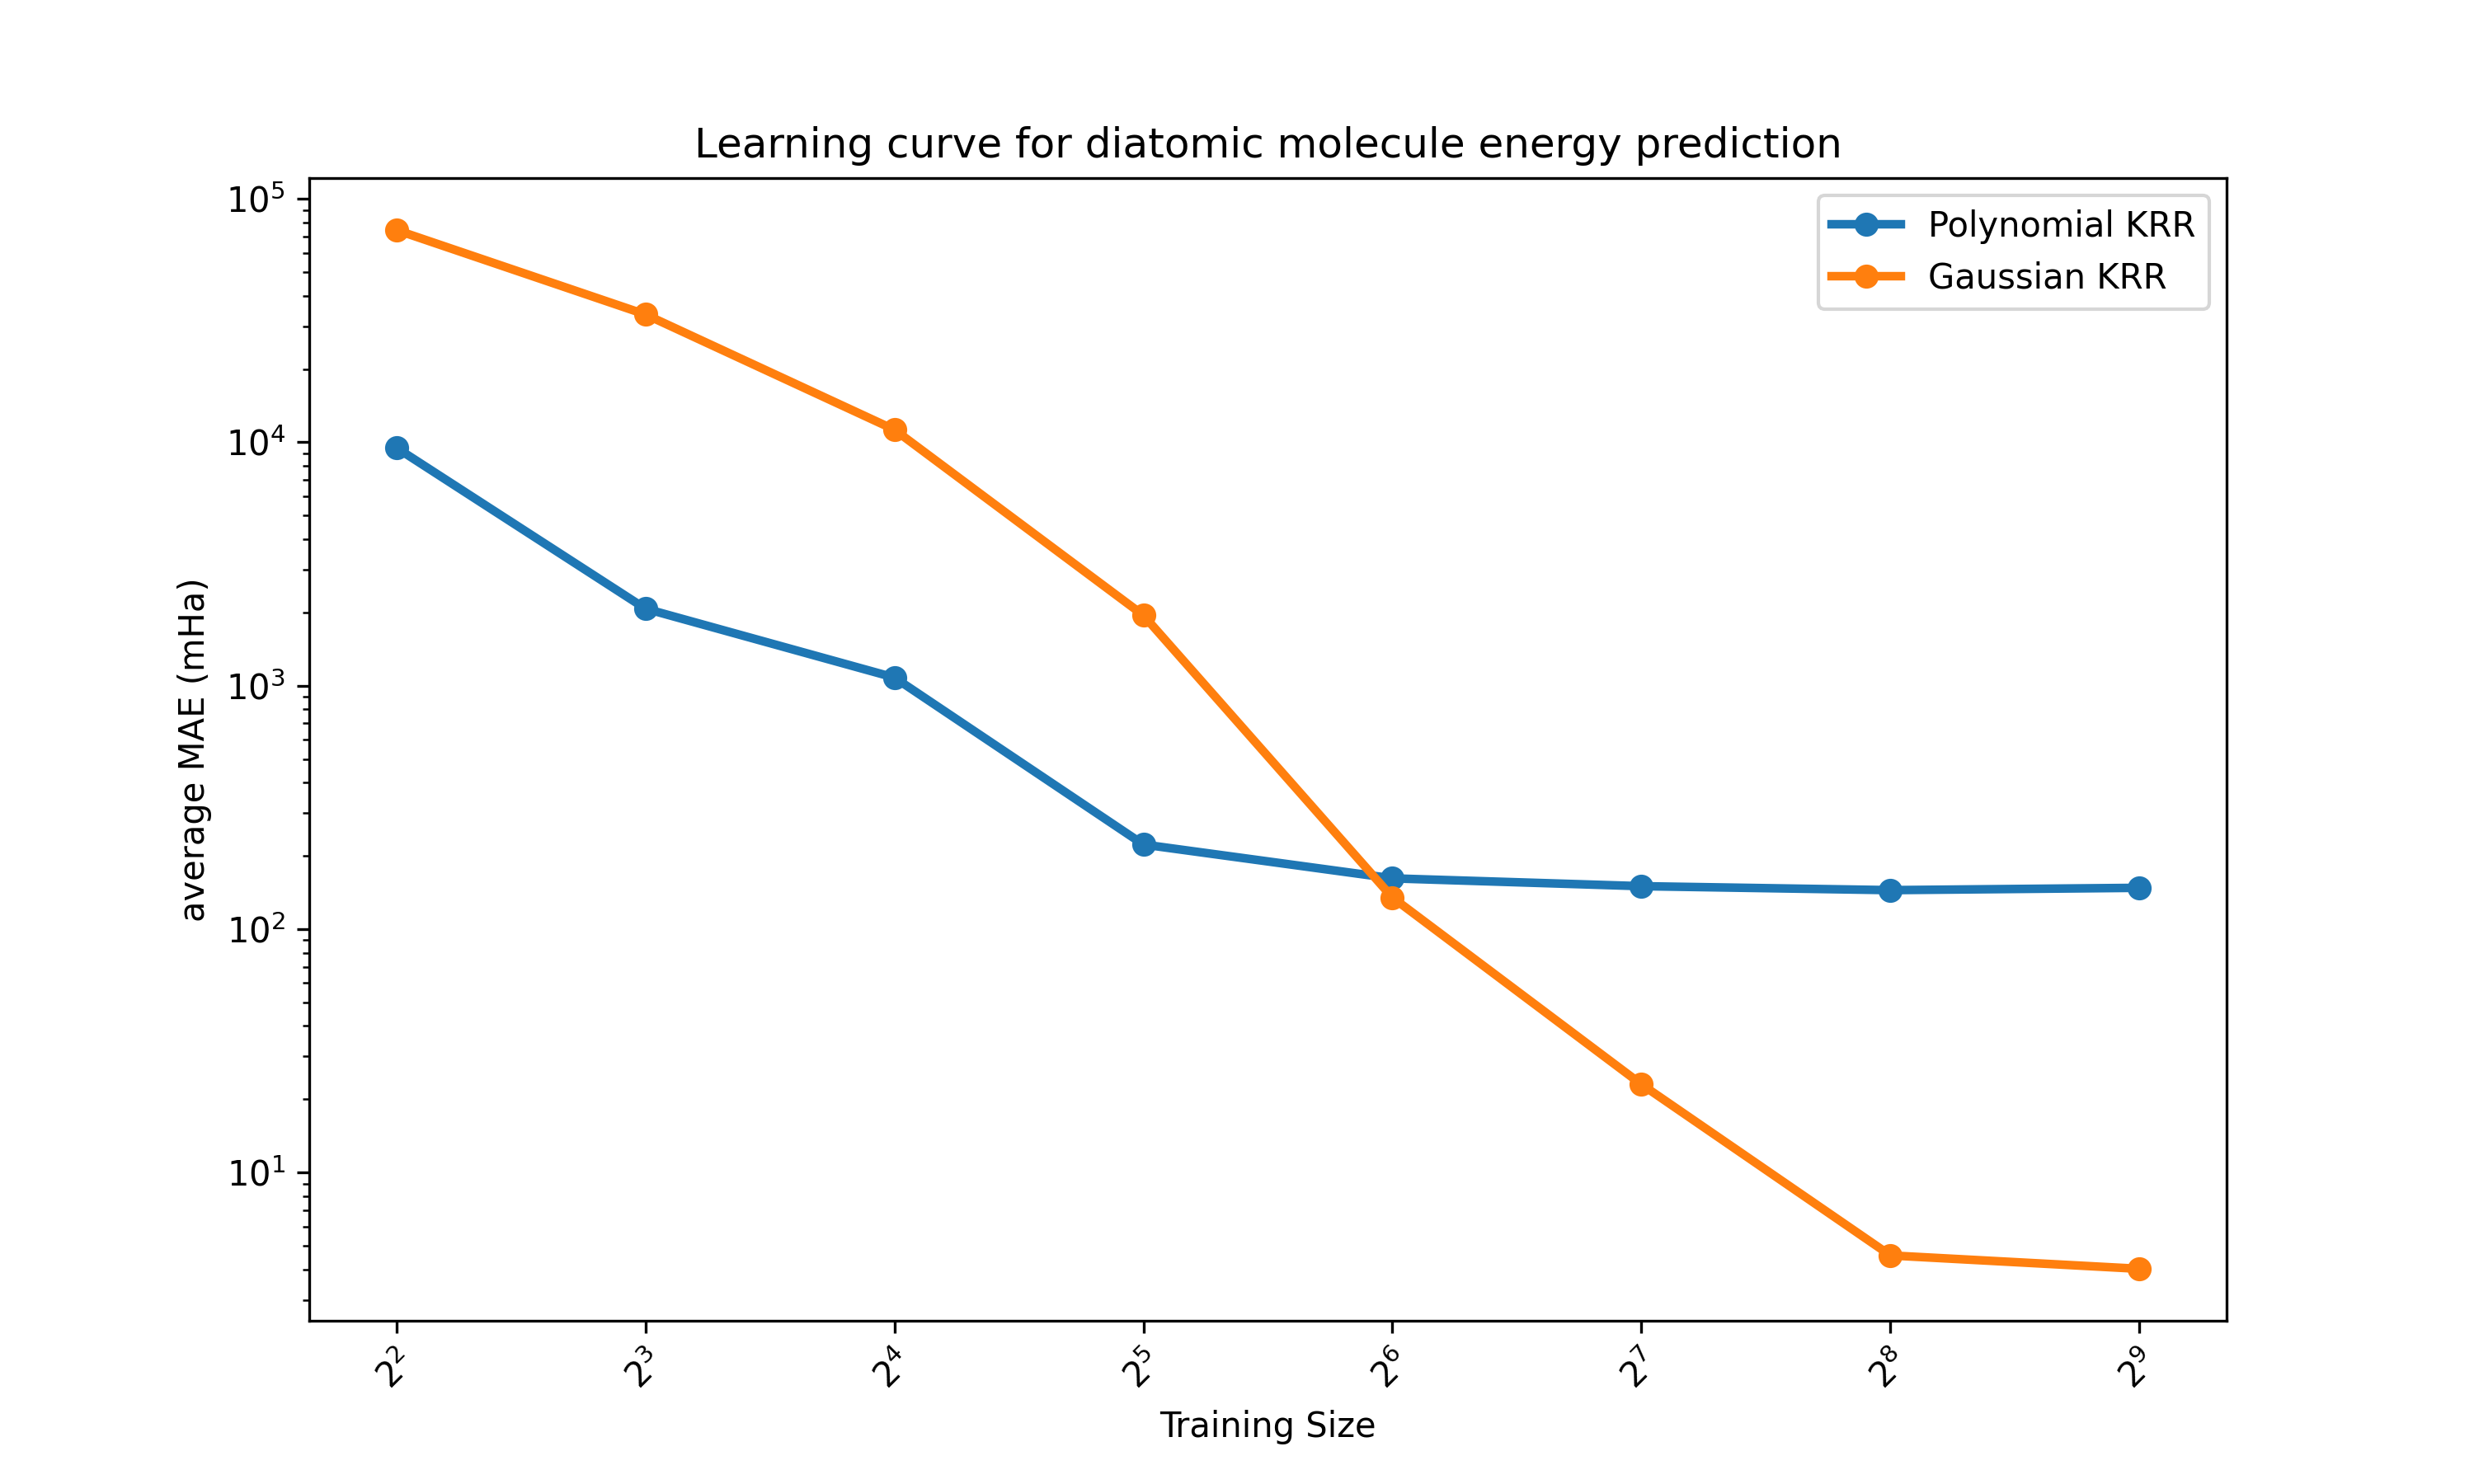 Learning curve for diatomic molecule energy prediction
Polynomial KRR
Gaussian KRR
average MAE (mHa)
10⁵
10⁴
10³
10²
10¹
2² 2³ 2⁴ 2⁵ 2⁶ 2⁷ 2⁸ 2⁹
Training Size